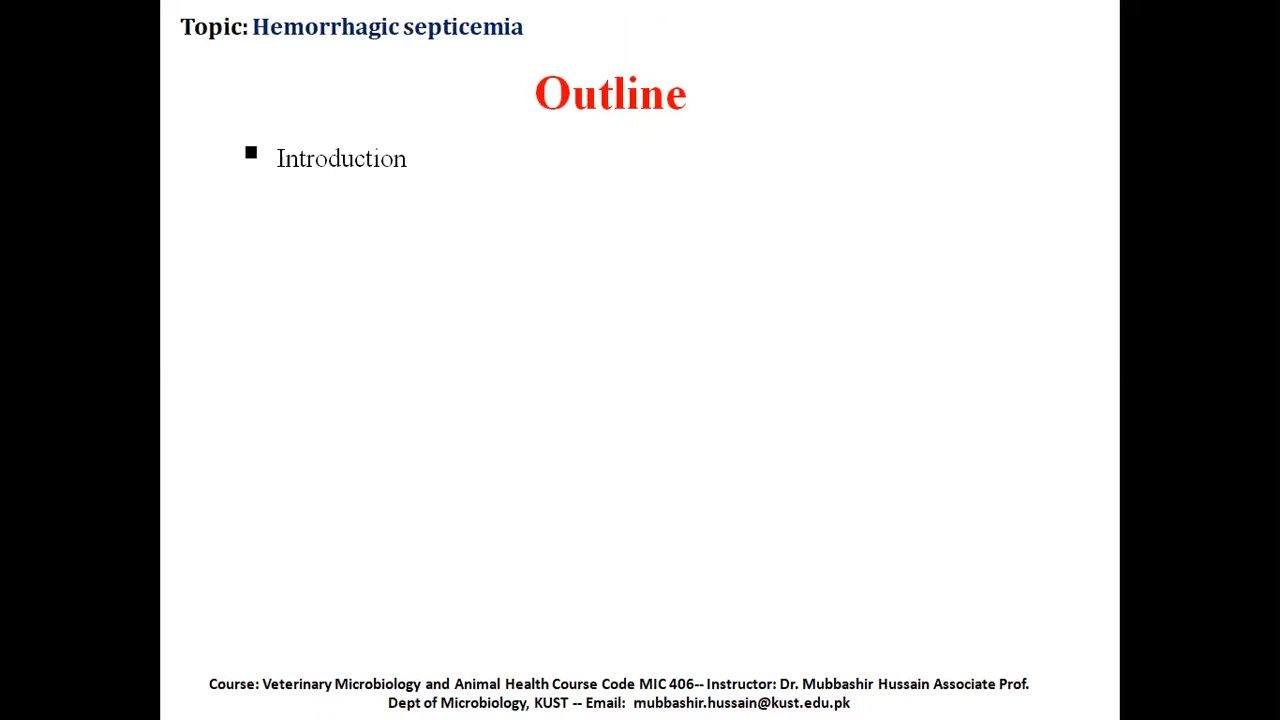 Topic: Hemorrhagic septicemia
Outline
▪ Introduction
Course: Veterinary Microbiology and Animal Health Course Code MIC 406-- Instructor: Dr. Mubbashir Hussain Associate Prof.
Dept of Microbiology, KUST -- Email: mubbashir.hussain@kust.edu.pk